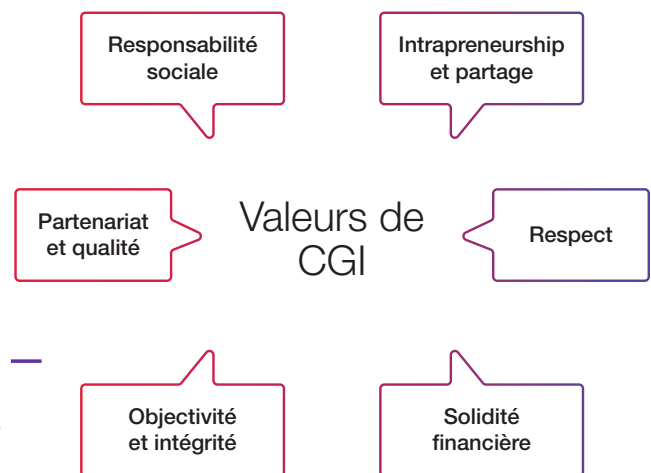 Responsabilité
sociale
Intrapreneurship
et partage
Partenariat
et qualité
Valeurs de
CGI
Respect
Objectivité
et intégrité
Solidité
financière